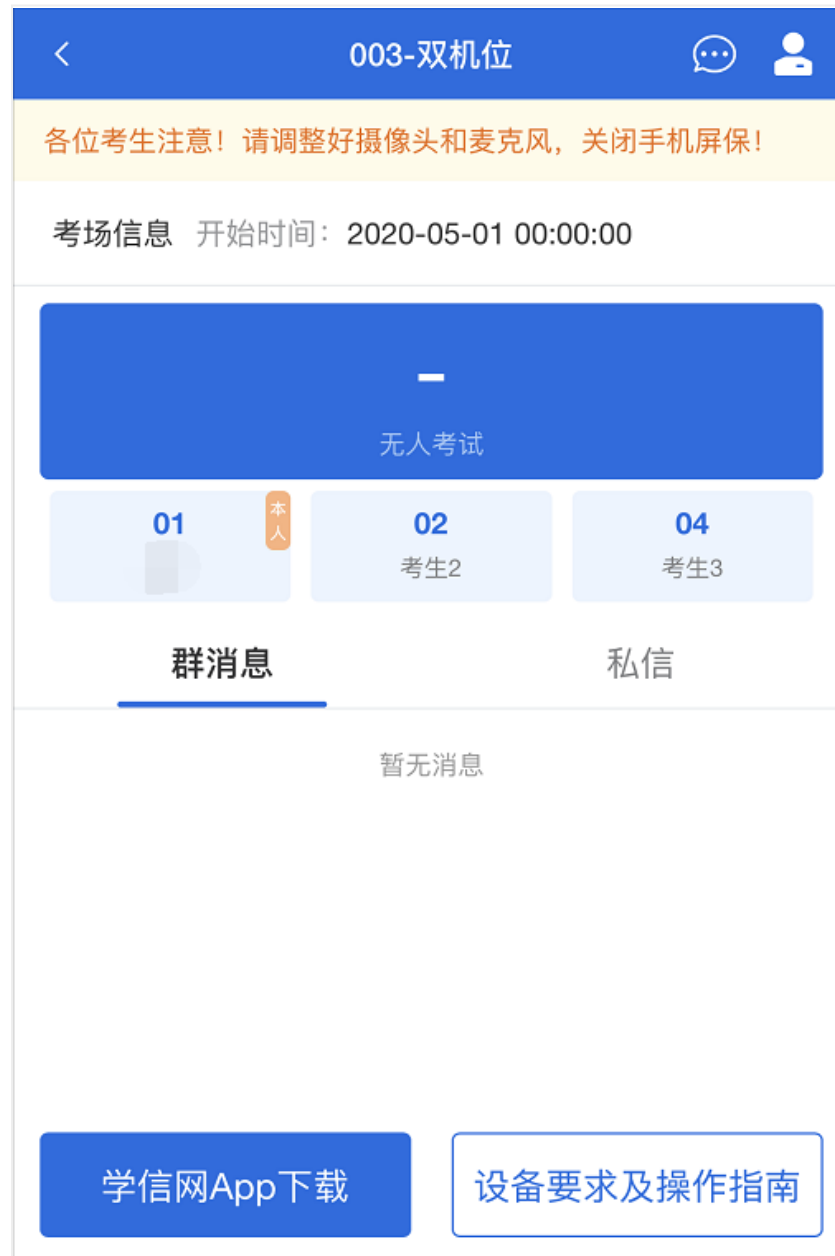 003-双机位
各位考生注意！请调整好摄像头和麦克风，关闭手机屏保！
考场信息 开始时间：2020-05-01 00:00:00
–
无人考试
01 本人
02
考生2
04
考生3
群消息 私信
暂无消息
学信网App下载 设备要求及操作指南